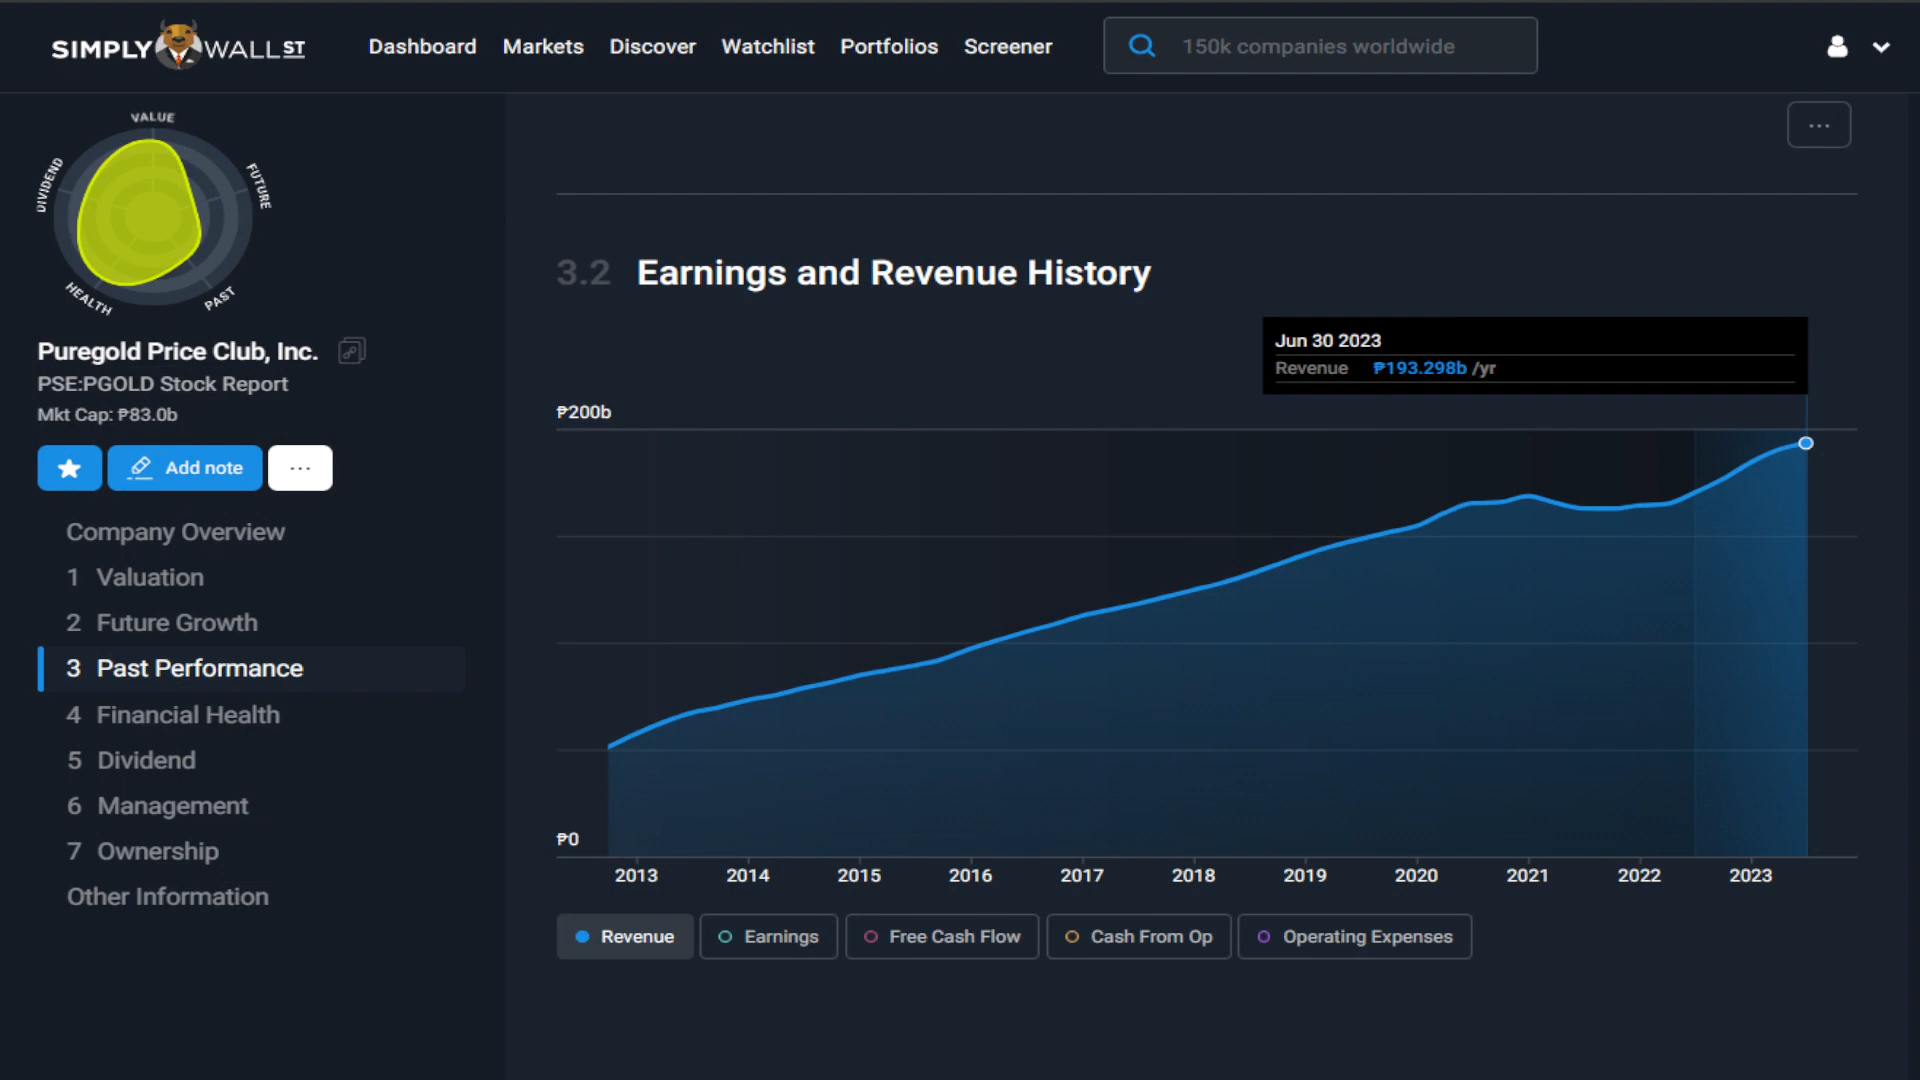 SIMPLY WALL ST
Dashboard Markets Discover Watchlist Portfolios Screener
150k companies worldwide
VALUE
FUTURE
PAST
HEALTH
DIVIDEND
Puregold Price Club, Inc.
PSE:PGOLD Stock Report
Mkt Cap: ₱83.0b
Add note
...
Company Overview
1 Valuation
2 Future Growth
3 Past Performance
4 Financial Health
5 Dividend
6 Management
7 Ownership
Other Information
...
3.2 Earnings and Revenue History
Jun 30 2023
Revenue ₱193.298b /yr
₱200b
₱0
2013 2014 2015 2016 2017 2018 2019 2020 2021 2022 2023
Revenue Earnings Free Cash Flow Cash From Op Operating Expenses